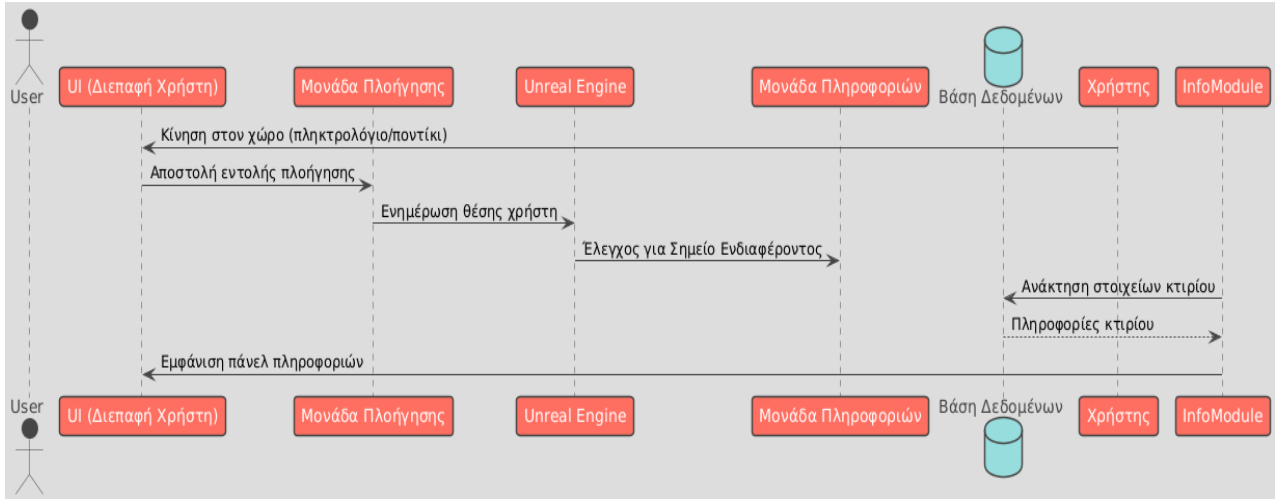 User
UI (Διεπαφή Χρήστη)
Μονάδα Πλοήγησης
Unreal Engine
Μονάδα Πληροφοριών
Βάση Δεδομένων
Χρήστης
InfoModule
Κίνηση στον χώρο (πληκτρολόγιο/ποντίκι)
Αποστολή εντολής πλοήγησης
Ενημέρωση θέσης χρήστη
Έλεγχος για Σημείο Ενδιαφέροντος
Ανάκτηση στοιχείων κτιρίου
Πληροφορίες κτιρίου
Εμφάνιση πάνελ πληροφοριών
User
UI (Διεπαφή Χρήστη)
Μονάδα Πλοήγησης
Unreal Engine
Μονάδα Πληροφοριών
Βάση Δεδομένων
Χρήστης
InfoModule